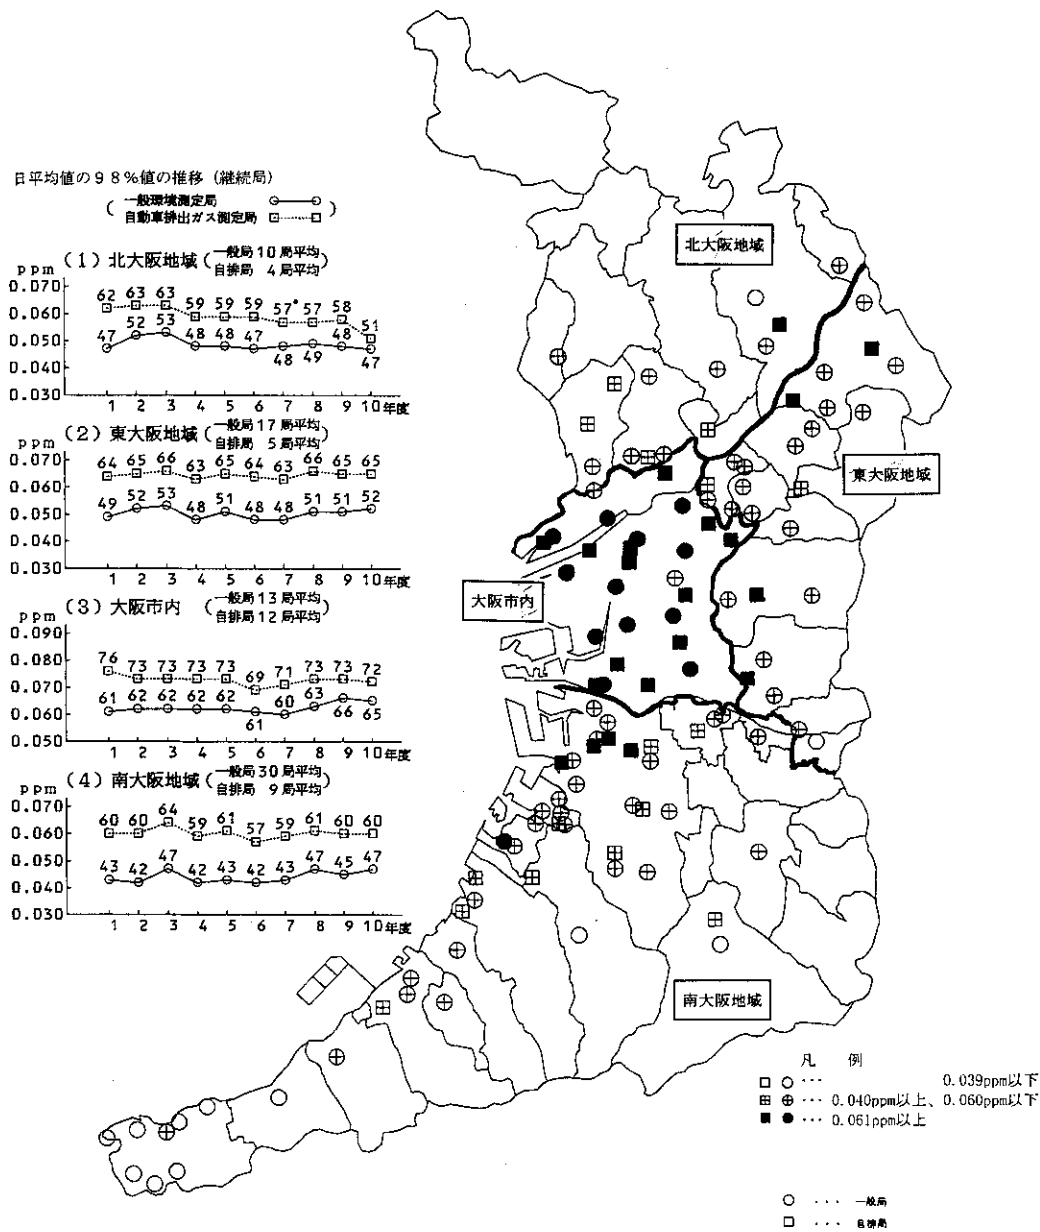 日平均値の98%値の推移(継続局)
一般環境測定局
自動車排出ガス測定局
(1)北大阪地域(一般局10局平均
自排局 4局平均)
ppm
0.070
0.060
0.050
0.040
0.030
62 63 63 59 59 59 57 57 58 51
47 52 53 48 48 47 48 49 48 47
1 2 3 4 5 6 7 8 9 10年度
(2)東大阪地域(一般局17局平均
自排局 5局平均)
ppm
0.070
0.060
0.050
0.040
0.030
64 65 66 63 65 64 63 66 65 65
49 52 53 48 51 48 48 51 51 52
1 2 3 4 5 6 7 8 9 10年度
(3)大阪市内(一般局13局平均
自排局12局平均)
ppm
0.090
0.080
0.070
0.060
0.050
76 73 73 73 73 69 71 73 73 72
61 62 62 62 62 61 60 63 66 65
1 2 3 4 5 6 7 8 9 10年度
(4)南大阪地域(一般局30局平均
自排局 9局平均)
ppm
0.070
0.060
0.050
0.040
0.030
60 60 64 59 61 57 59 61 60 60
43 42 47 42 43 42 43 47 45 47
1 2 3 4 5 6 7 8 9 10年度
北大阪地域
東大阪地域
大阪市内
南大阪地域
凡例
□ ○ ・・・ 0.039ppm以下
⊞ ⊕ ・・・ 0.040ppm以上、0.060ppm以下
■ ● ・・・ 0.061ppm以上
○ ・・・ 一般局
□ ・・・ 自排局